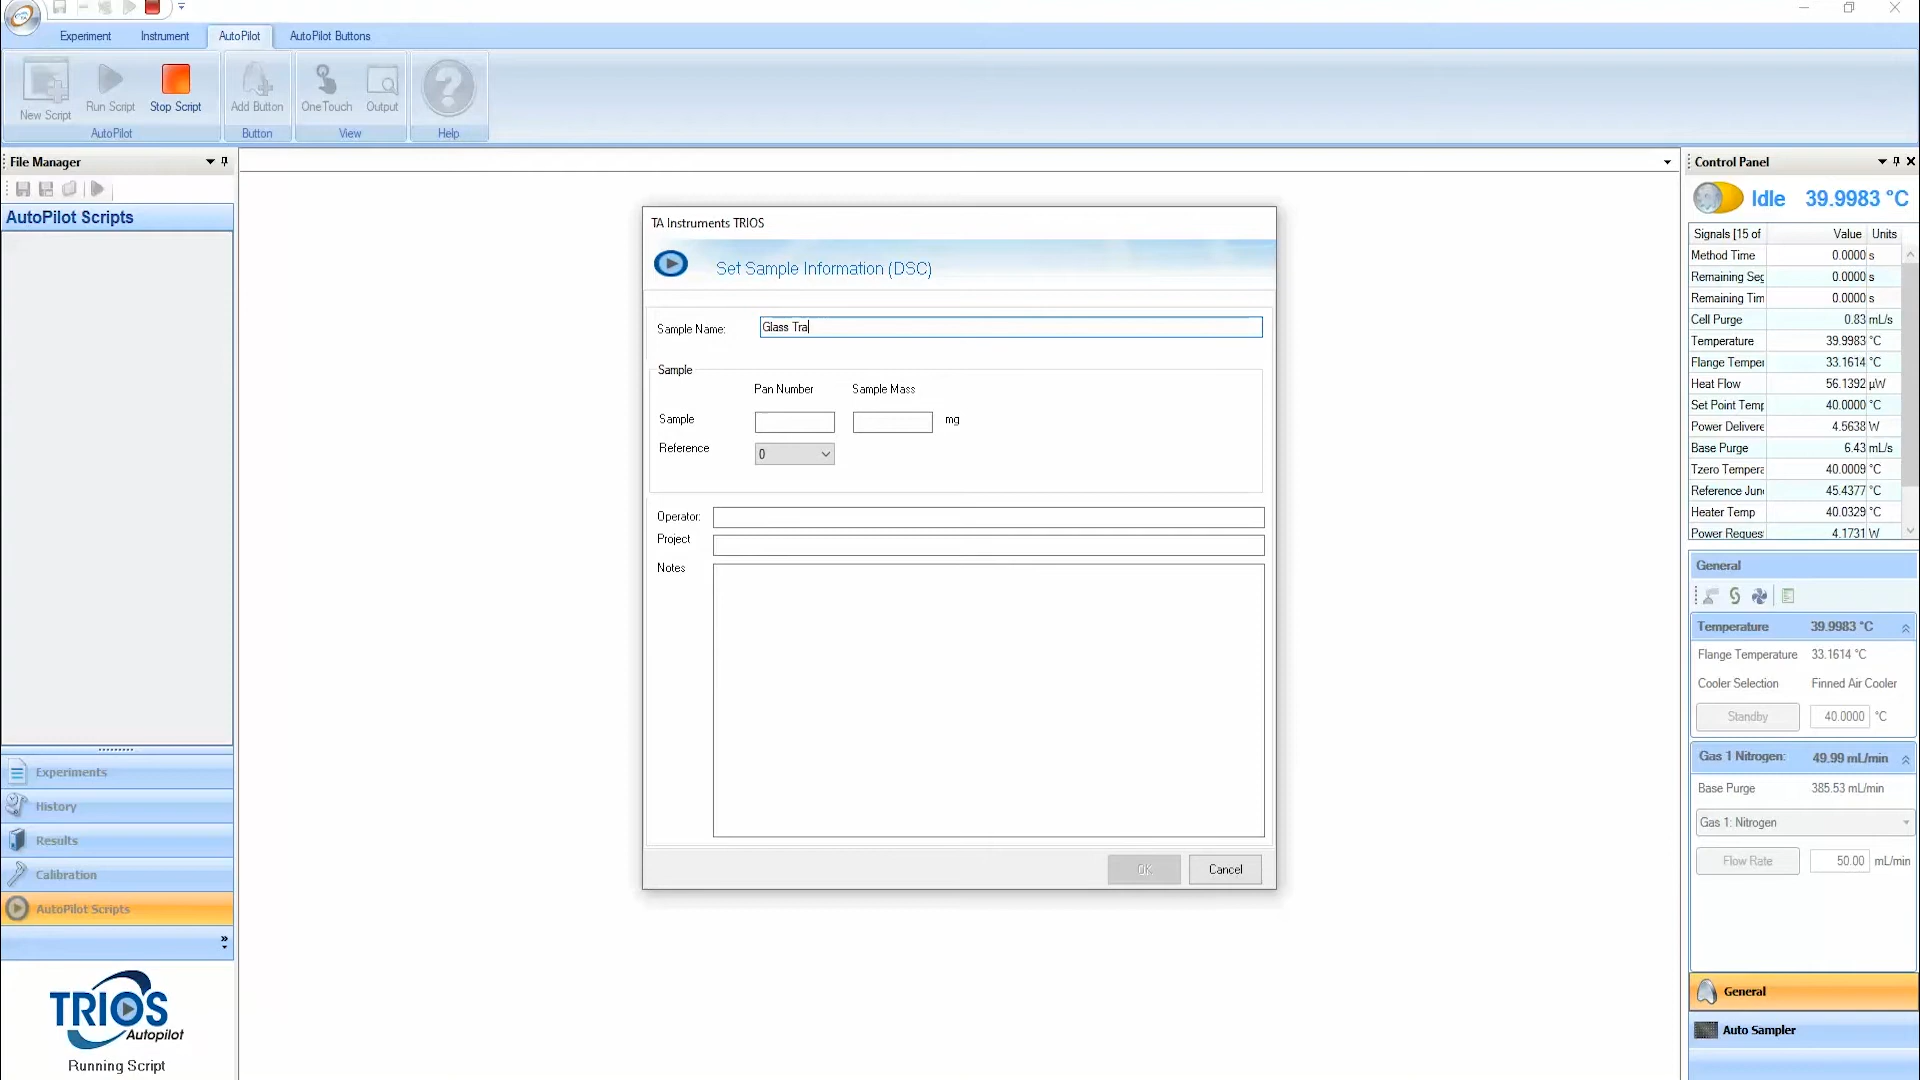 Experiment Instrument AutoPilot AutoPilot Buttons
New Script Run Script Stop Script Add Button One Touch Output
AutoPilot Button View Help
File Manager
AutoPilot Scripts
Experiments
History
Results
Calibration
AutoPilot Scripts
TRIOS
Autopilot
Running Script
TA Instruments TRIOS
Set Sample Information (DSC)
Sample Name: Glass Tra
Sample
Pan Number Sample Mass
Sample mg
Reference 0
Operator:
Project
Notes
OK Cancel
Control Panel
Idle 39.9983 °C
Signals [15 of Value Units
Method Time 0.0000 s
Remaining Seg 0.0000 s
Remaining Tim 0.0000 s
Cell Purge 0.83 mL/s
Temperature 39.9983 °C
Flange Temper 33.1614 °C
Heat Flow 56.1392 µW
Set Point Temp 40.0000 °C
Power Delivere 4.5638 W
Base Purge 6.43 mL/s
Tzero Tempera 40.0009 °C
Reference Jun 45.4377 °C
Heater Temp 40.0329 °C
Power Reques 4.1731 W
General
Temperature 39.9983 °C
Flange Temperature 33.1614 °C
Cooler Selection Finned Air Cooler
Standby 40.0000 °C
Gas 1 Nitrogen: 49.99 mL/min
Base Purge 385.53 mL/min
Gas 1: Nitrogen
Flow Rate 50.00 mL/min
General
Auto Sampler